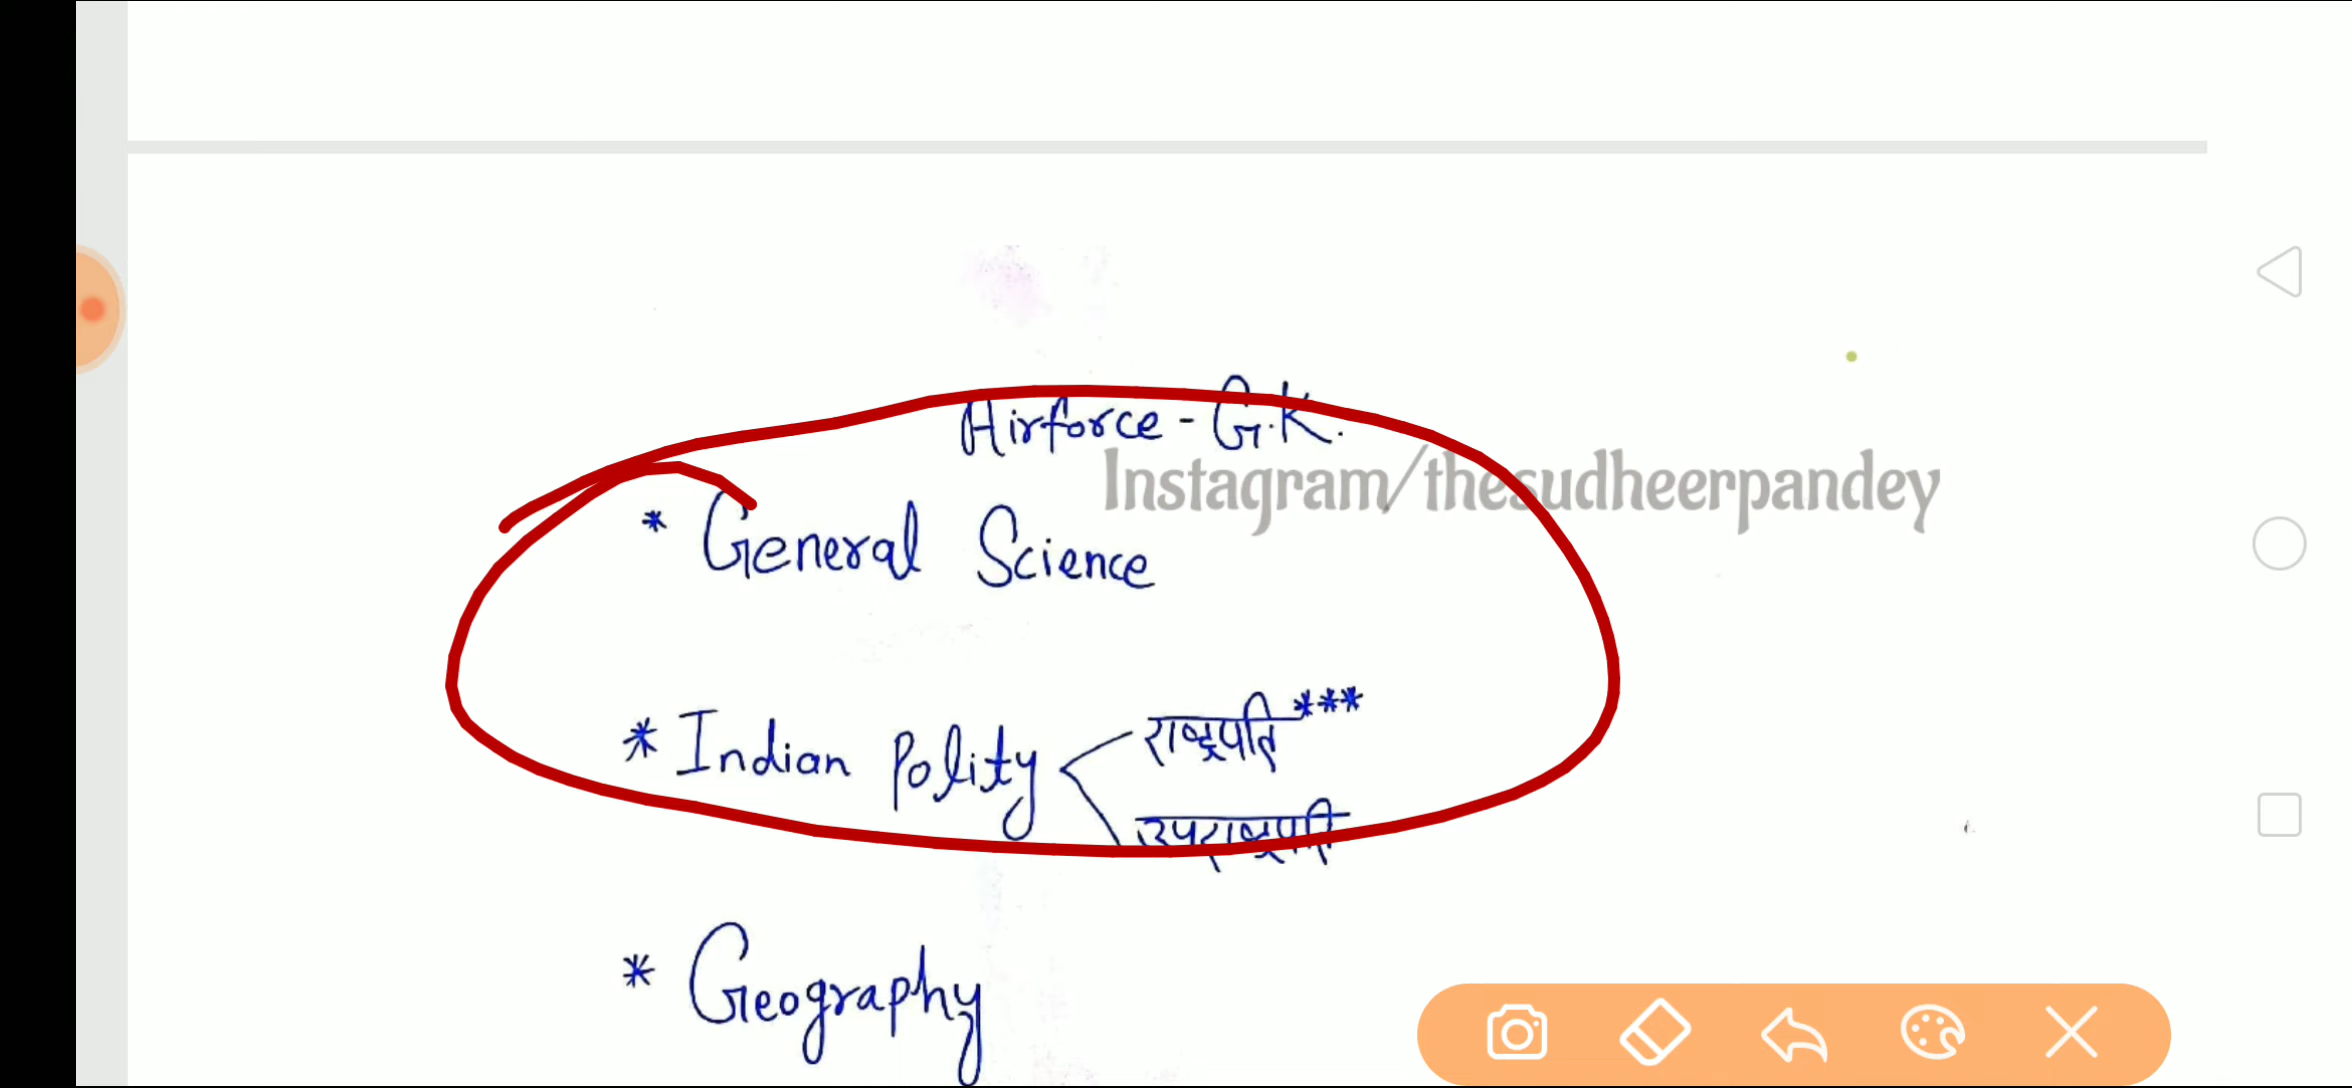 Airforce - G.K.
Instagram/thesudheerpandey
* General Science
* Indian Polity < राष्ट्रपति ***
उपराष्ट्रपति
* Geography